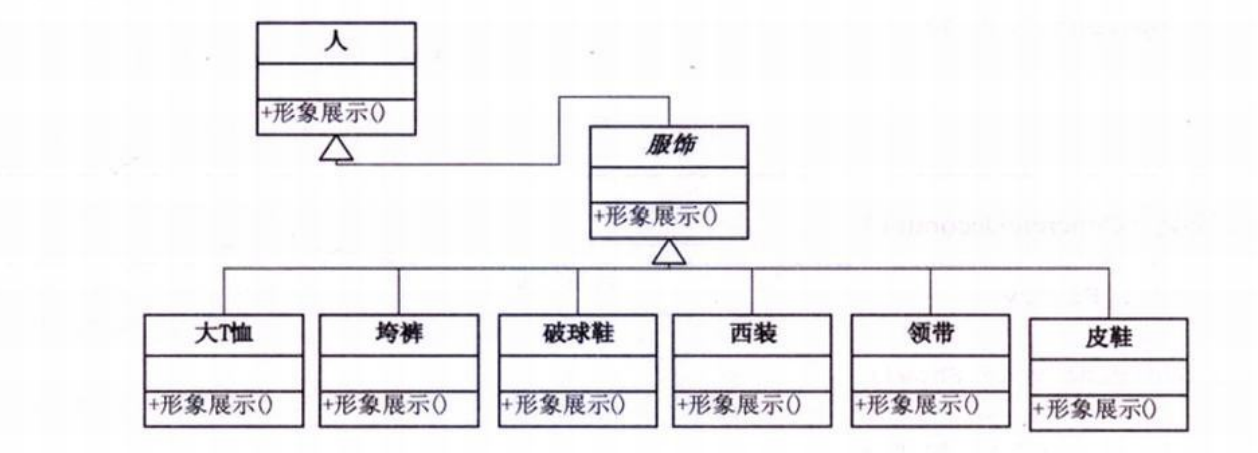 人
+形象展示()
服饰
+形象展示()
大T恤
垮裤
破球鞋
西装
领带
皮鞋
+形象展示()
+形象展示()
+形象展示()
+形象展示()
+形象展示()
+形象展示()